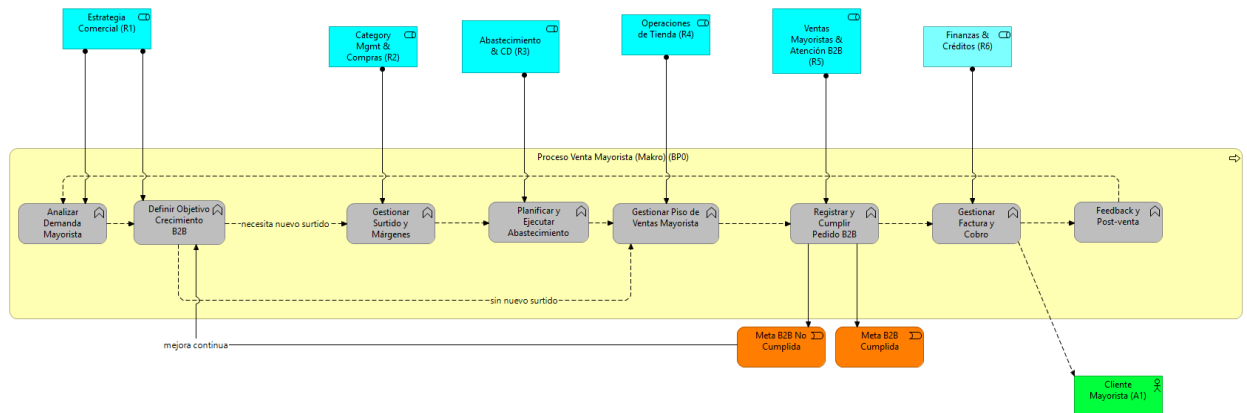 Estrategia
Comercial (R1)
Category
Mgmt &
Compras (R2)
Abastecimiento
& CD (R3)
Operaciones
de Tienda (R4)
Ventas
Mayoristas &
Atención B2B
(R5)
Finanzas &
Créditos (R6)
Proceso Venta Mayorista (Makro) (BP0)
Analizar
Demanda
Mayorista
Definir Objetivo
Crecimiento
B2B
necesita nuevo surtido
Gestionar
Surtido y
Márgenes
Planificar y
Ejecutar
Abastecimiento
Gestionar Piso de
Ventas Mayorista
Registrar y
Cumplir
Pedido B2B
Gestionar
Factura y
Cobro
Feedback y
Post-venta
sin nuevo surtido
mejora continua
Meta B2B No
Cumplida
Meta B2B
Cumplida
Cliente
Mayorista (A1)